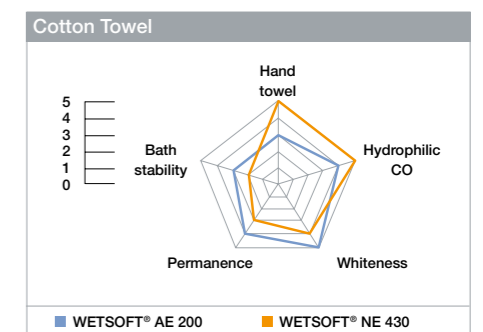 Cotton Towel
Hand
towel
5
4
3
2
1
0
Bath
stability
Hydrophilic
CO
Permanence
Whiteness
WETSOFT® AE 200
WETSOFT® NE 430